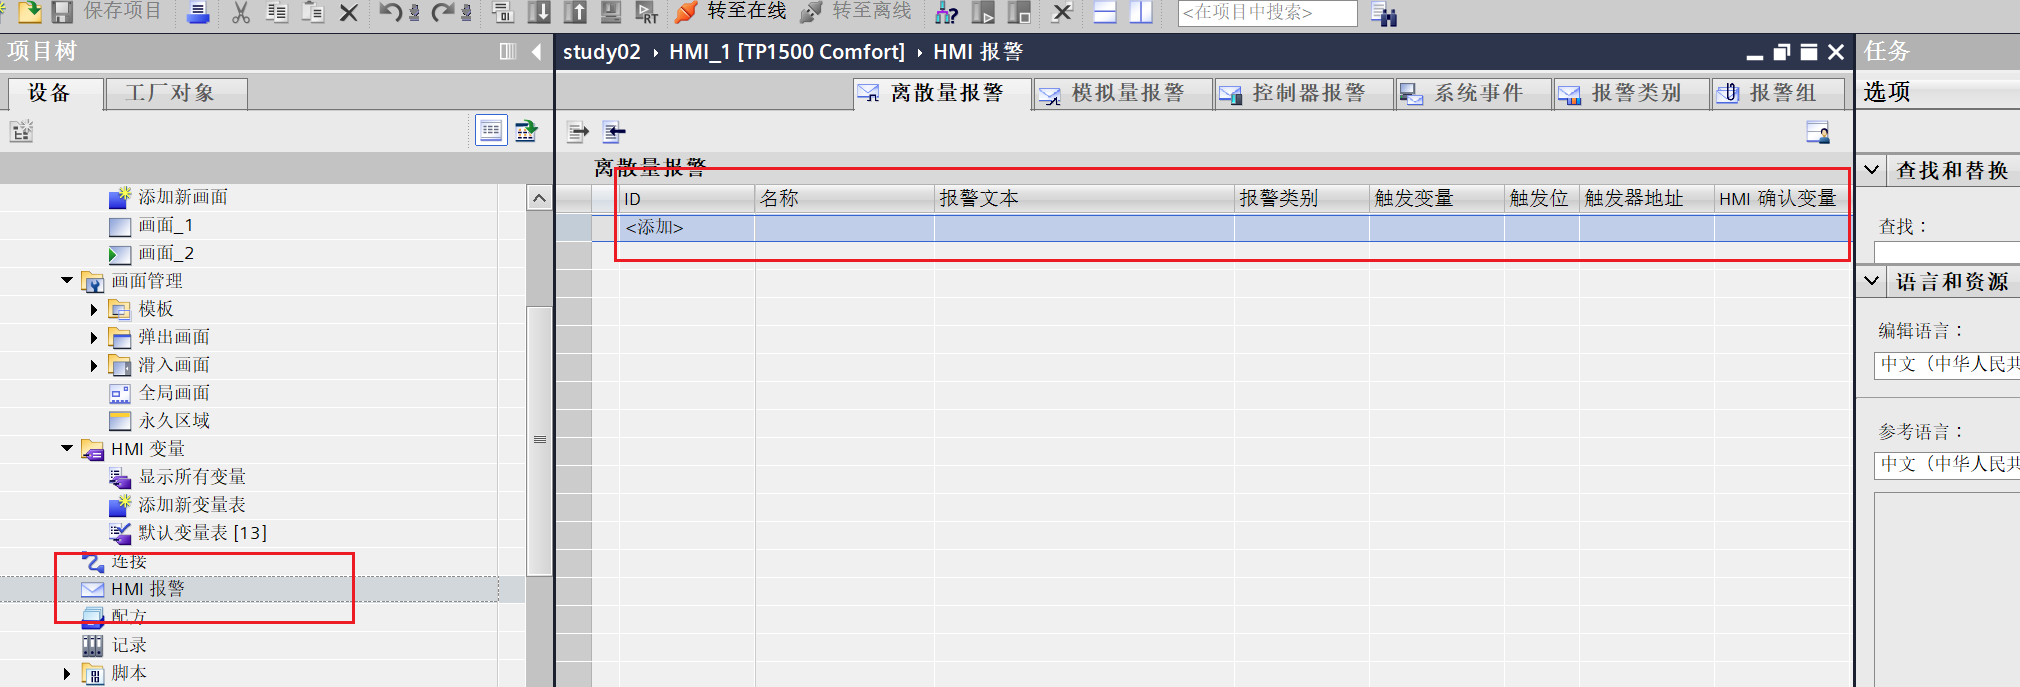 保存项目 转至在线 转至离线 <在项目中搜索>
项目树
study02 HMI_1 [TP1500 Comfort] HMI 报警
任务
设备 工厂对象
离散量报警 模拟量报警 控制器报警 系统事件 报警类别 报警组
选项
离散量报警
ID 名称 报警文本 报警类别 触发变量 触发位 触发器地址 HMI 确认变量
<添加>
添加新画面
画面_1
画面_2
画面管理
模板
弹出画面
滑入画面
全局画面
永久区域
HMI 变量
显示所有变量
添加新变量表
默认变量表 [13]
连接
HMI 报警
配方
记录
脚本
查找和替换
查找：
语言和资源
编辑语言：
中文（中华人民共
参考语言：
中文（中华人民共